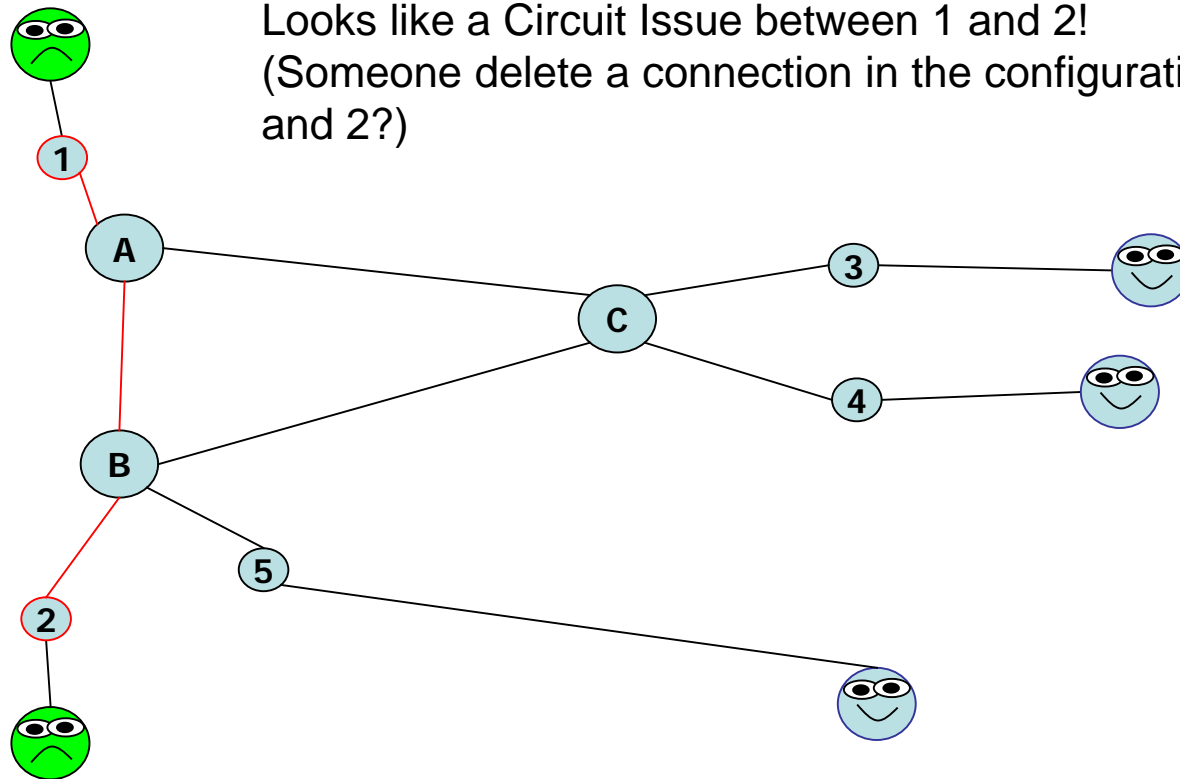 Looks like a Circuit Issue between 1 and 2!
(Someone delete a connection in the configurati
and 2?)
1
A
3
C
4
B
5
2